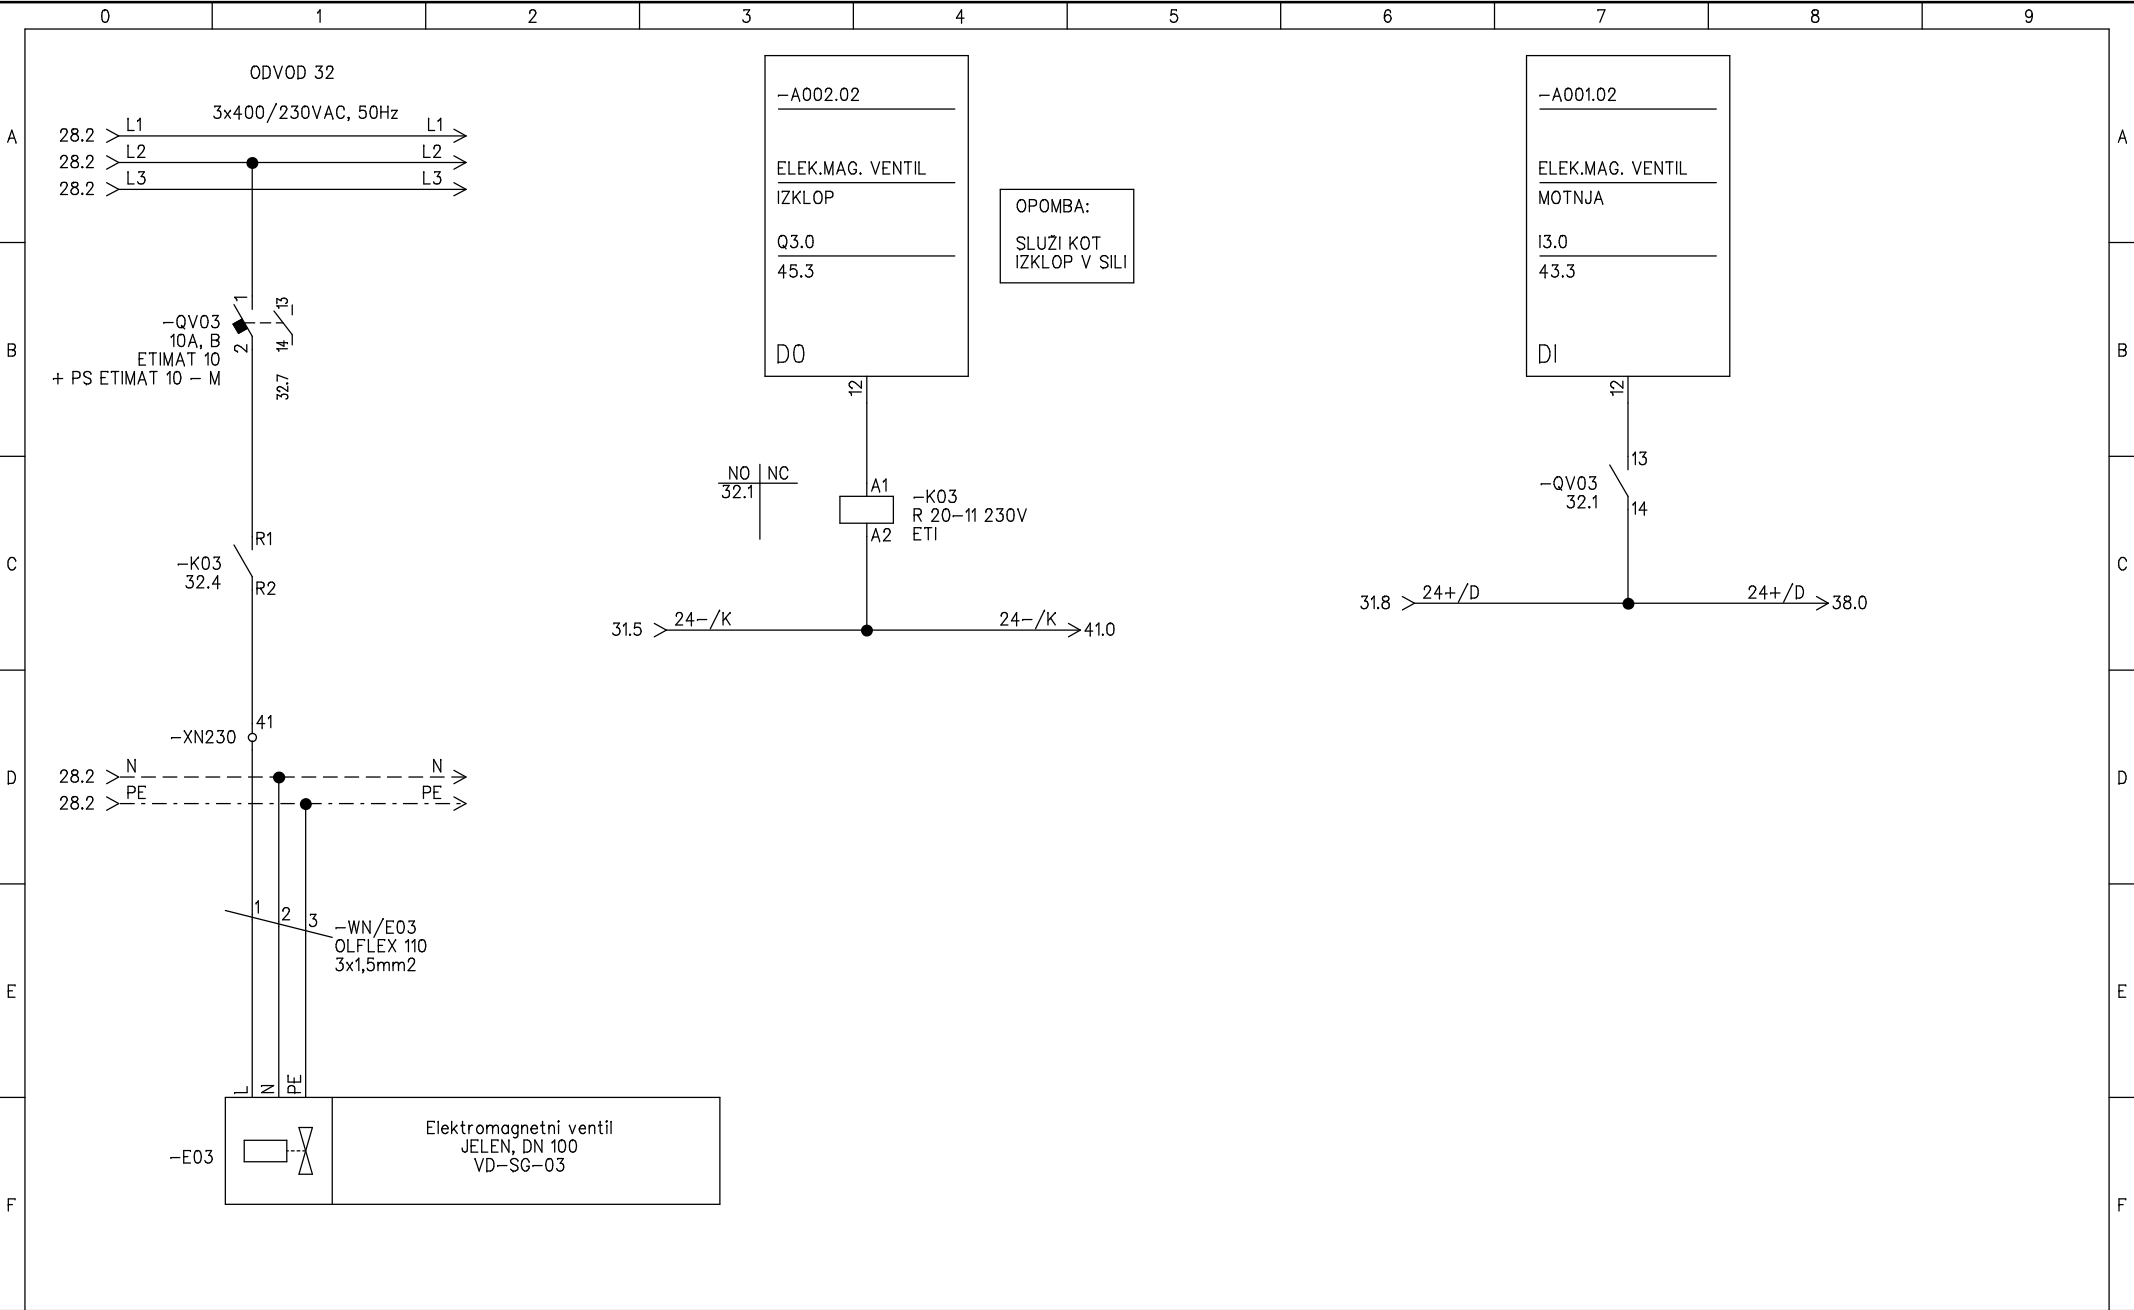 0 1 2 3 4 5 6 7 8 9
A
B
C
D
E
F
ODVOD 32
3x400/230VAC, 50Hz
28.2 L1 L1
28.2 L2 L2
28.2 L3 L3
-QV03
10A, B
ETIMAT 10
+ PS ETIMAT 10 - M
1
2
13
14
32.7
-K03
32.4
R1
R2
-XN230
41
28.2 N N
28.2 PE PE
1 2 3
-WN/E03
OLFLEX 110
3x1,5mm2
L N PE
-E03
Elektromagnetni ventil
JELEN, DN 100
VD-SG-03
-A002.02
ELEK.MAG. VENTIL
IZKLOP
Q3.0
45.3
DO
12
OPOMBA:
SLUŽI KOT
IZKLOP V SILI
NO NC
32.1
A1
A2
-K03
R 20-11 230V
ETI
31.5 24-/K 24-/K 41.0
-A001.02
ELEK.MAG. VENTIL
MOTNJA
I3.0
43.3
DI
12
13
14
-QV03
32.1
31.8 24+/D 24+/D 38.0
A
B
C
D
E
F